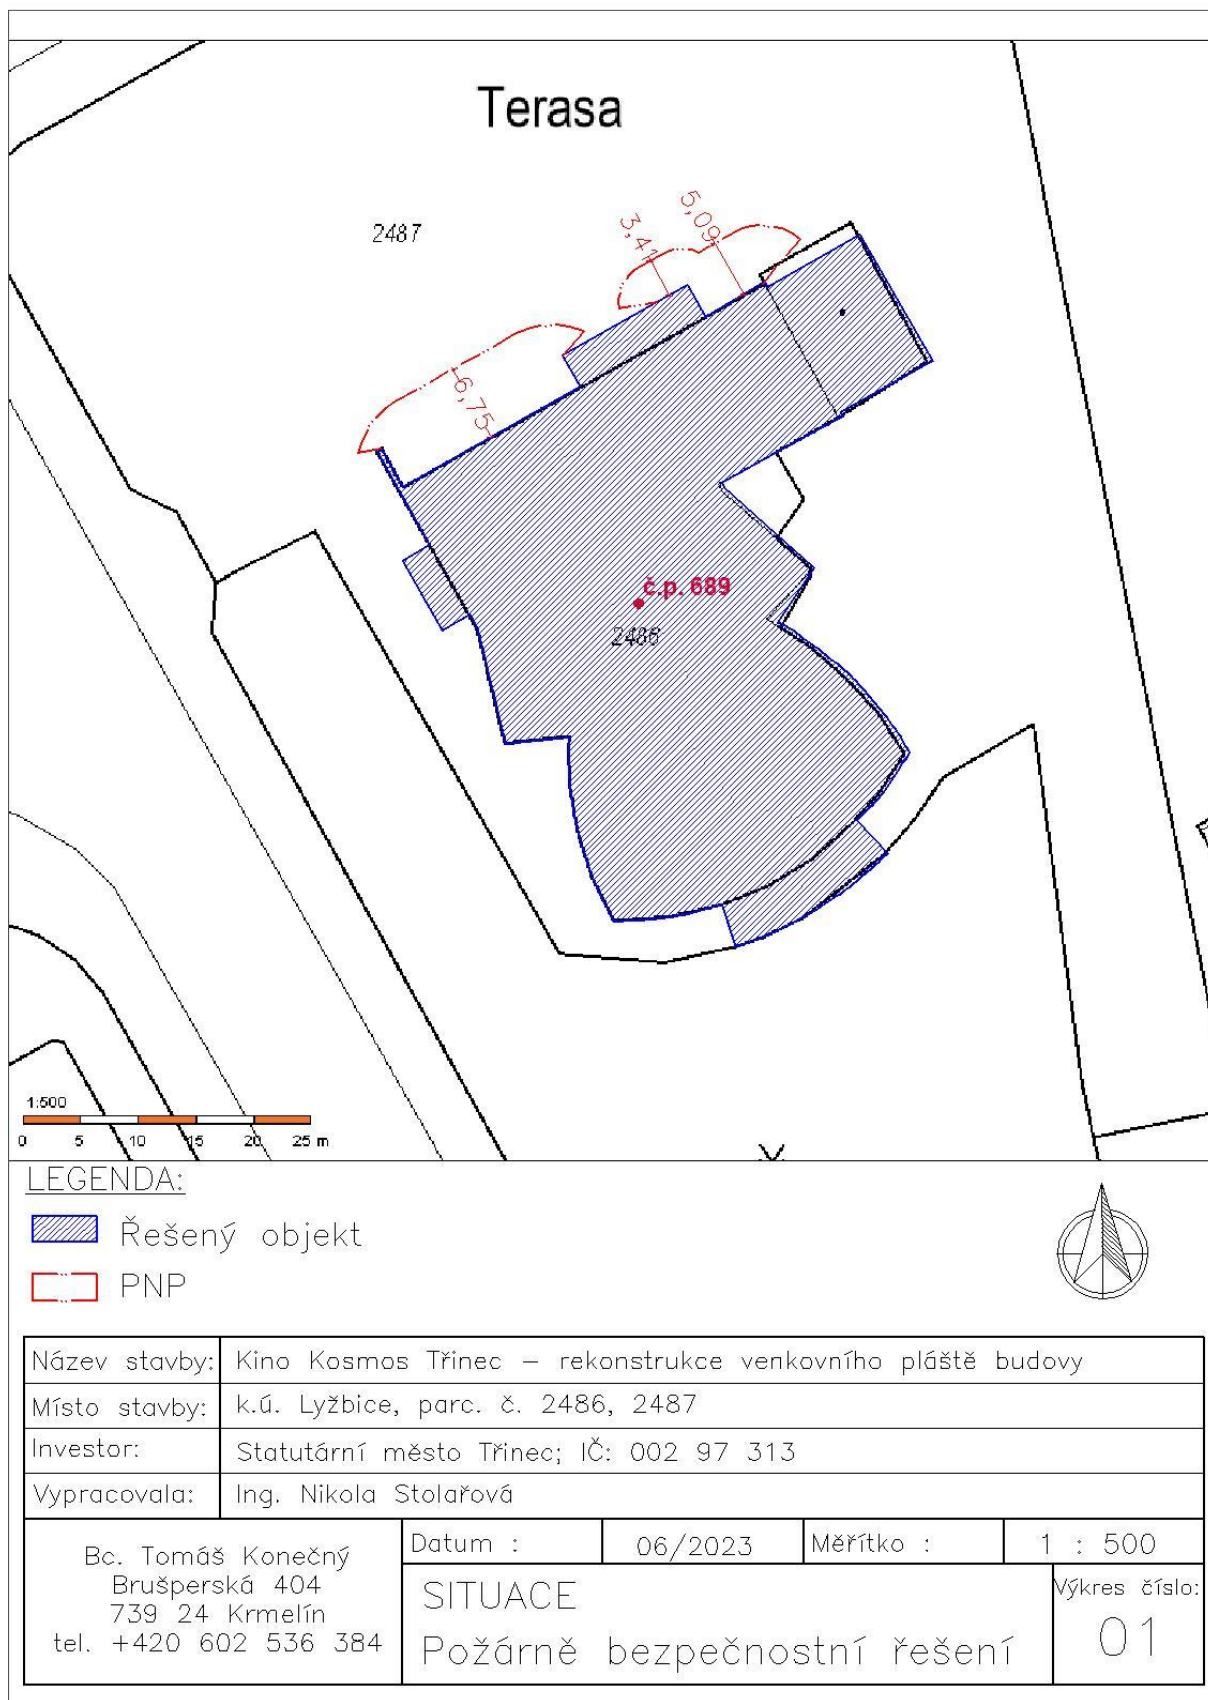 Terasa
2487
3,41
5,09
6,75
č.p. 689
2486
1:500
0 5 10 15 20 25 m
LEGENDA:
Řešený objekt
PNP
Název stavby: Kino Kosmos Třinec – rekonstrukce venkovního pláště budovy
Místo stavby: k.ú. Lyžbice, parc. č. 2486, 2487
Investor: Statutární město Třinec; IČ: 002 97 313
Vypracovala: Ing. Nikola Stolařová
Bc. Tomáš Konečný
Brušperská 404
739 24 Krmelín
tel. +420 602 536 384
Datum : 06/2023 Měřítko : 1 : 500
SITUACE
Požárně bezpečnostní řešení
Výkres číslo:
01